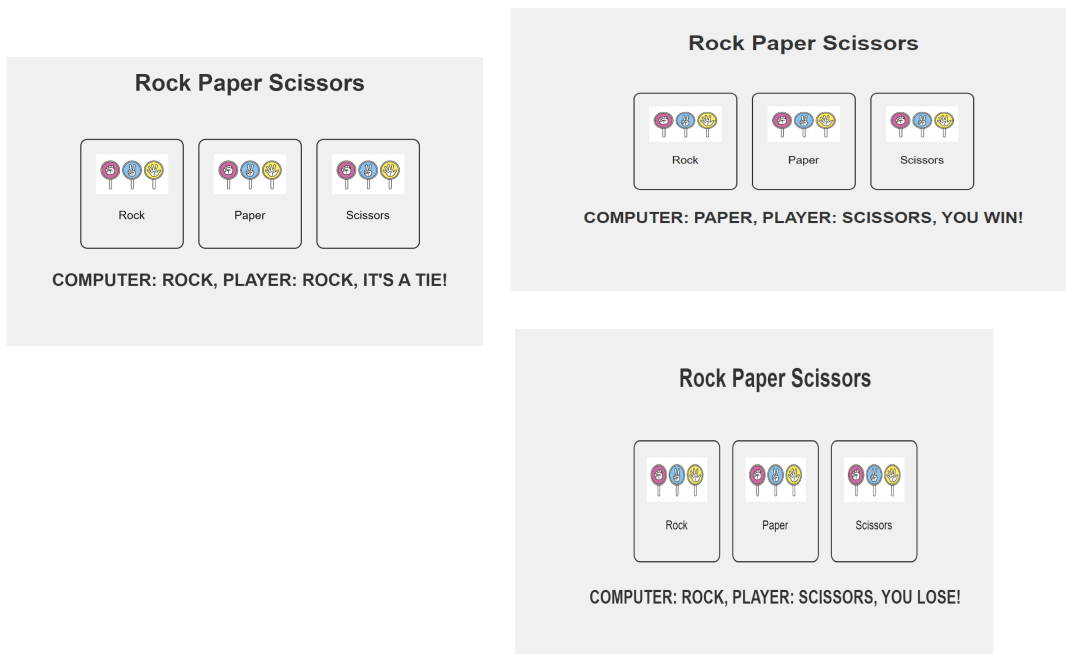 Rock Paper Scissors
Rock Paper Scissors
COMPUTER: ROCK, PLAYER: ROCK, IT'S A TIE!
Rock Paper Scissors
Rock Paper Scissors
COMPUTER: PAPER, PLAYER: SCISSORS, YOU WIN!
Rock Paper Scissors
Rock Paper Scissors
COMPUTER: ROCK, PLAYER: SCISSORS, YOU LOSE!